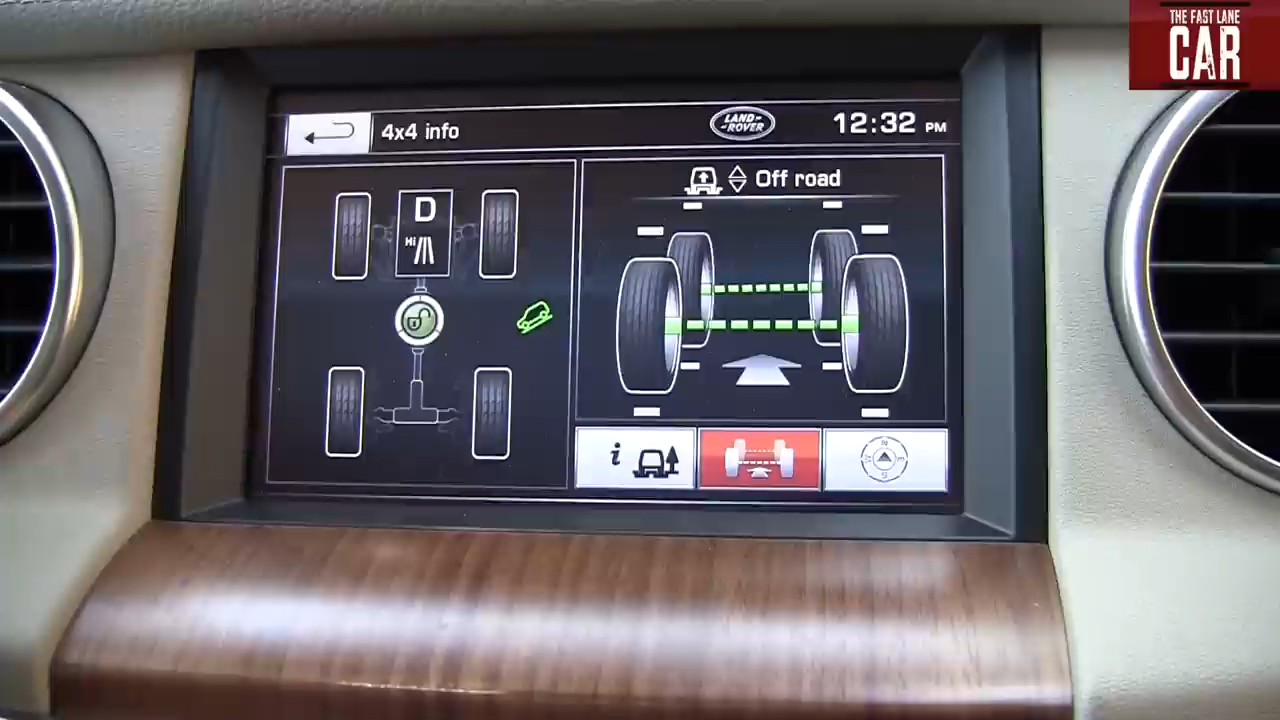 THE FAST LANE
CAR
4x4 info
LAND-
-ROVER
12:32 PM
D
Hi
Off road
i
N
E
S
W